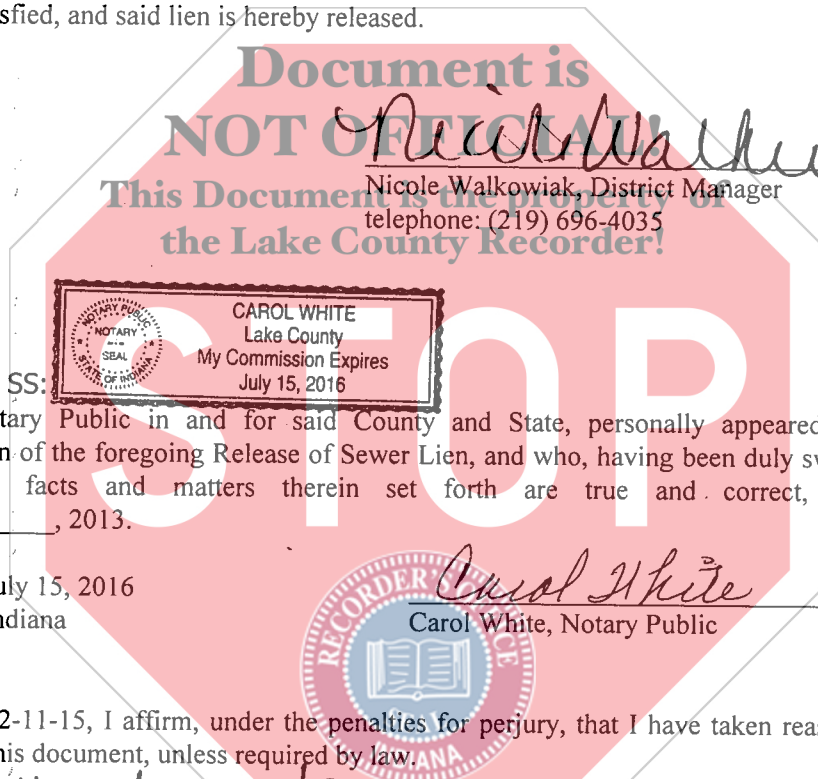 sfied, and said lien is hereby released.
Document is
NOT OFFICIAL!
This Document is the property of
the Lake County Recorder!
Nicole Walkowiak, District Manager
telephone: (219) 696-4035
NOTARY PUBLIC
NOTARY
SEAL
STATE OF INDIANA
CAROL WHITE
Lake County
My Commission Expires
July 15, 2016
STOP
SS:
tary Public in and for said County and State, personally appeared
n of the foregoing Release of Sewer Lien, and who, having been duly sw
facts and matters therein set forth are true and correct,
, 2013.
uly 15, 2016
ndiana
Carol White
Carol White, Notary Public
RECORDER'S OFFICE
INDIANA
2-11-15, I affirm, under the penalties for perjury, that I have taken rea
his document, unless required by law.